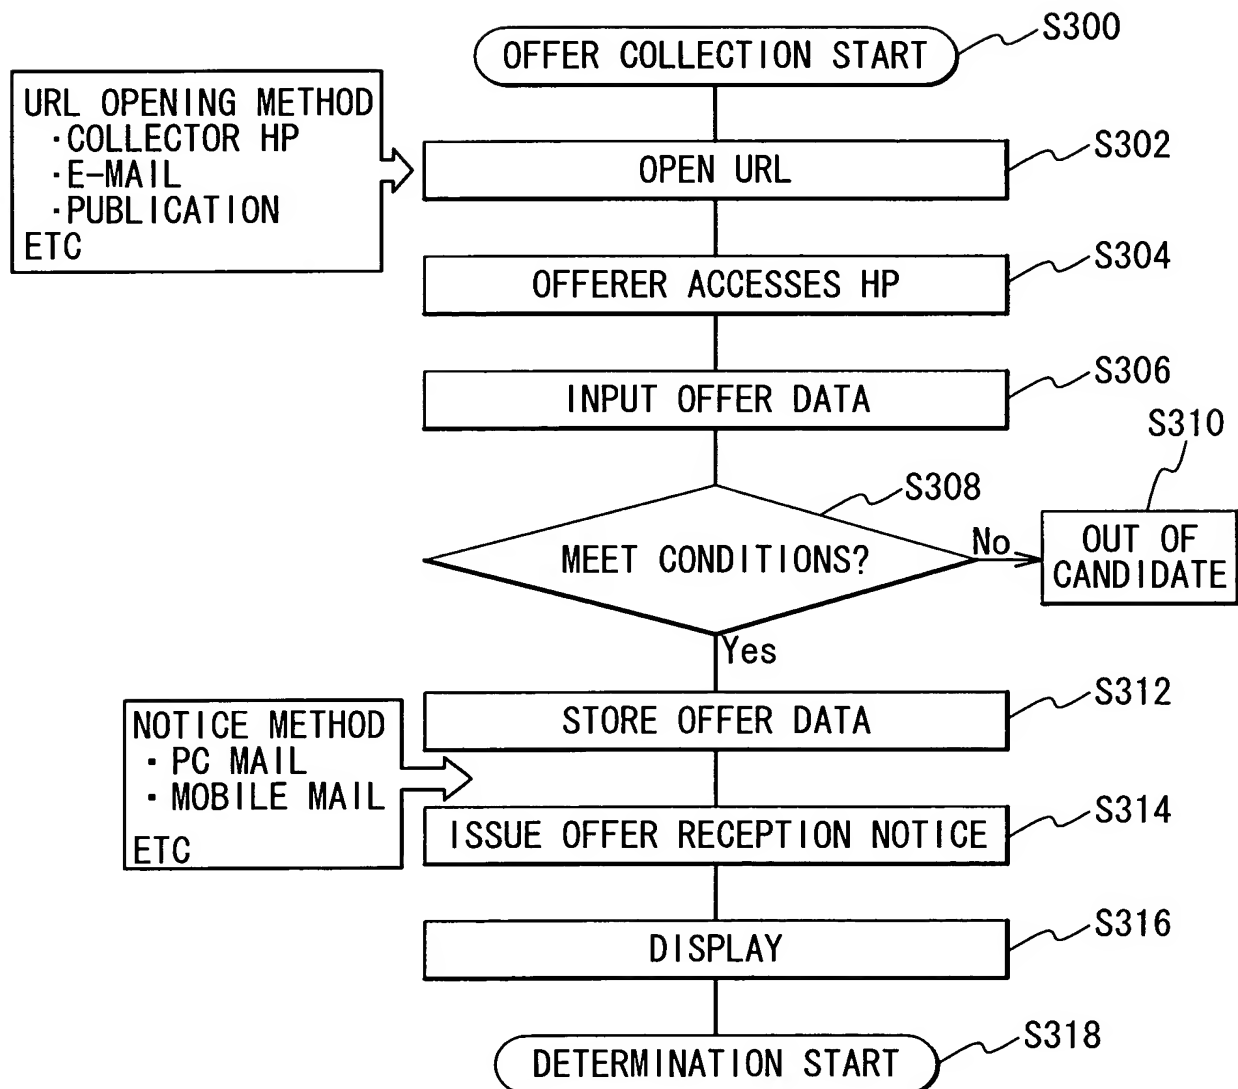 OFFER COLLECTION START
S300
URL OPENING METHOD
·COLLECTOR HP
·E-MAIL
·PUBLICATION
ETC
OPEN URL
S302
OFFERER ACCESSES HP
S304
INPUT OFFER DATA
S306
MEET CONDITIONS?
S308
No
OUT OF
CANDIDATE
S310
Yes
STORE OFFER DATA
S312
NOTICE METHOD
· PC MAIL
· MOBILE MAIL
ETC
ISSUE OFFER RECEPTION NOTICE
S314
DISPLAY
S316
DETERMINATION START
S318